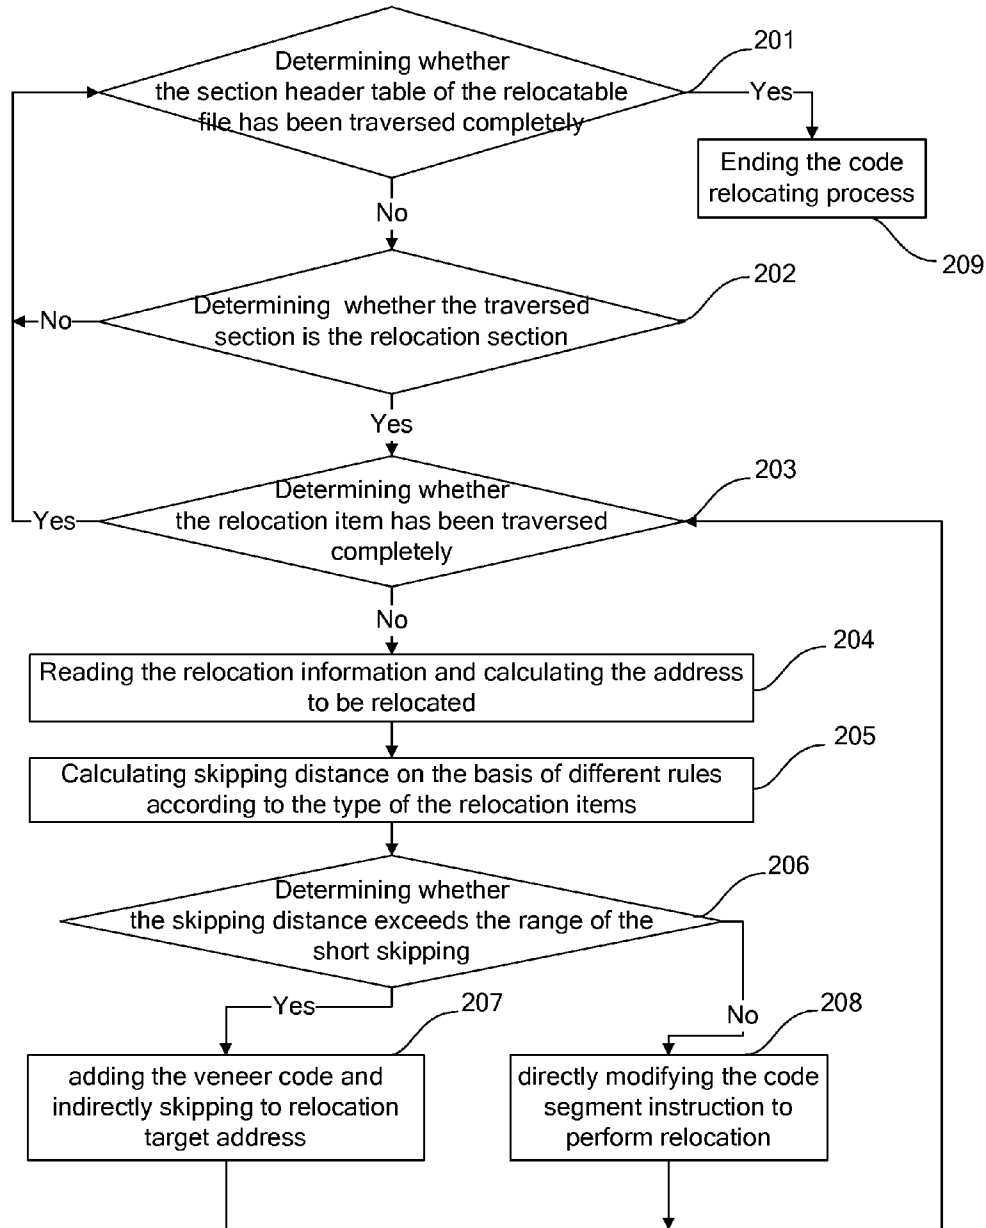 Determining whether
the section header table of the relocatable
file has been traversed completely
201
Yes
Ending the code
relocating process
209
No
Determining whether the traversed
section is the relocation section
202
No
Yes
Determining whether
the relocation item has been traversed
completely
203
Yes
No
Reading the relocation information and calculating the address
to be relocated
204
Calculating skipping distance on the basis of different rules
according to the type of the relocation items
205
Determining whether
the skipping distance exceeds the range of the
short skipping
206
Yes
No
adding the veneer code and
indirectly skipping to relocation
target address
207
directly modifying the code
segment instruction to
perform relocation
208